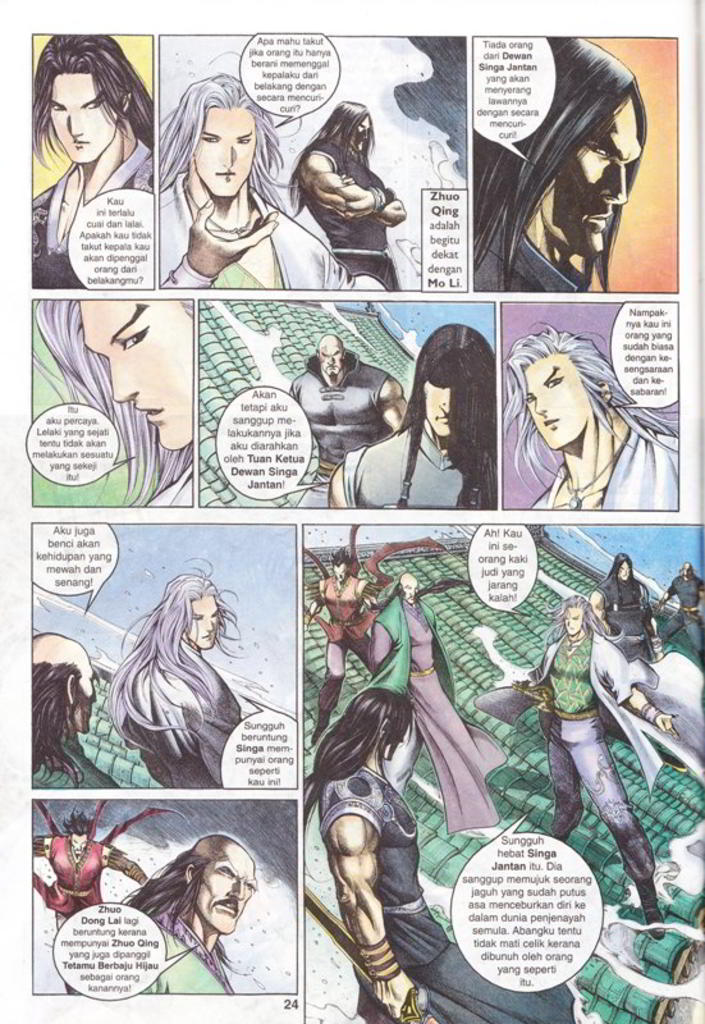 Kau
ini terlalu
cuai dan lalai.
Apakah kau tidak
takut kepala kau
akan dipenggal
orang dari
belakangmu?
Apa mahu takut
jika orang itu hanya
berani memenggal
kepalaku dari
belakang dengan
secara mencuri-
curi?
Zhuo
Qing
adalah
begitu
dekat
dengan
Mo Li.
Tiada orang
dari Dewan
Singa Jantan
yang akan
menyerang
lawannya
dengan secara
mencuri-
curi!
Itu
aku percaya.
Lelaki yang sejati
tentu tidak akan
melakukan sesuatu
yang sekeji
itu!
Akan
tetapi aku
sanggup me-
lakukannya jika
aku diarahkan
oleh Tuan Ketua
Dewan Singa
Jantan!
Nampak-
nya kau ini
orang yang
sudah biasa
dengan ke-
sengsaraan
dan ke-
sabaran!
Aku juga
benci akan
kehidupan yang
mewah dan
senang!
Sungguh
beruntung
Singa mem-
punyai orang
seperti
kau ini!
Ah! Kau
ini se-
orang kaki
judi yang
jarang
kalah!
Zhuo
Dong Lai
beruntung kerana
mempunyai Zhuo Qing
yang juga dipanggil
Tetamu Berbaju Hijau
sebagai orang
kanannya!
Sungguh
hebat Singa
Jantan itu. Dia
sanggup memujuk seorang
jaguh yang sudah putus
asa menceburkan diri ke
dalam dunia penjenayah
semula. Abangku tentu
tidak mati celik kerana
dibunuh oleh orang
yang seperti
itu.
24